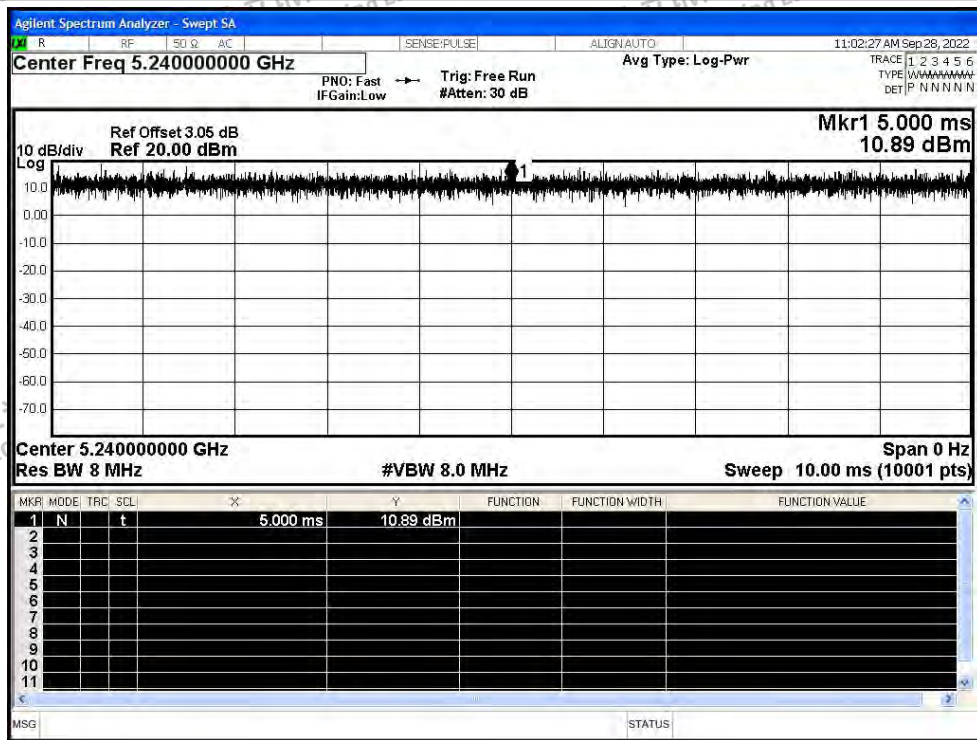 Agilent Spectrum Analyzer - Swept SA
LXI R RF 50 Ω AC SENSE:PULSE ALIGN AUTO 11:02:27 AM Sep 28, 2022
Center Freq 5.240000000 GHz Avg Type: Log-Pwr TRACE 1 2 3 4 5 6
PNO: Fast Trig: Free Run TYPE
IFGain:Low #Atten: 30 dB DET P N N N N N
Mkr1 5.000 ms
Ref Offset 3.05 dB
10 dB/div Ref 20.00 dBm 10.89 dBm
Log
1
10.0
0.00
-10.0
-20.0
-30.0
-40.0
-50.0
-60.0
-70.0
Center 5.240000000 GHz Span 0 Hz
Res BW 8 MHz #VBW 8.0 MHz Sweep 10.00 ms (10001 pts)
MKR MODE TRC SCL X Y FUNCTION FUNCTION WIDTH FUNCTION VALUE
1 N t 5.000 ms 10.89 dBm
2
3
4
5
6
7
8
9
10
11
MSG STATUS